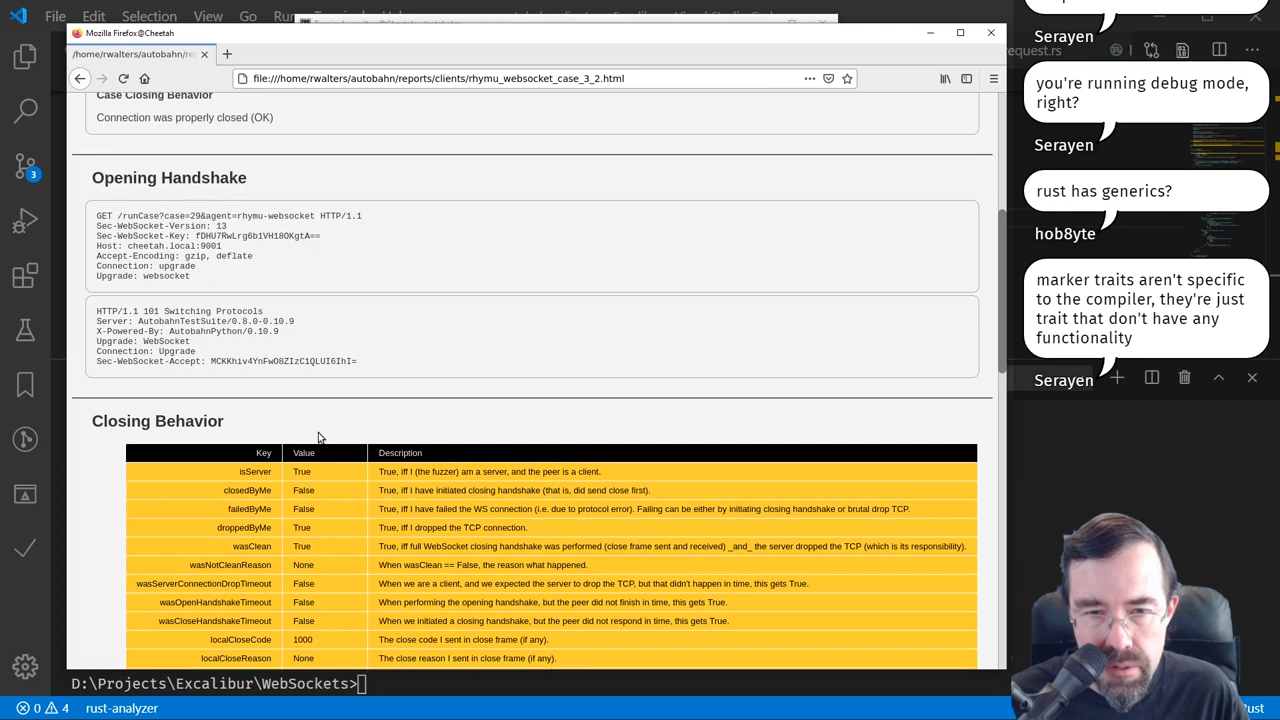 File
Mozilla Firefox@Cheetah
/home/rwalters/autobahn/re
file:///home/rwalters/autobahn/reports/clients/rhymu_websocket_case_3_2.html
Case Closing Behavior
Connection was properly closed (OK)
Opening Handshake
GET /runCase?case=29&agent=rhymu-websocket HTTP/1.1
Sec-WebSocket-Version: 13
Sec-WebSocket-Key: fDHU7RwLrg6b1VH18OKgtA==
Host: cheetah.local:9001
Accept-Encoding: gzip, deflate
Connection: upgrade
Upgrade: websocket
HTTP/1.1 101 Switching Protocols
Server: AutobahnTestSuite/0.8.0-0.10.9
X-Powered-By: AutobahnPython/0.10.9
Upgrade: WebSocket
Connection: Upgrade
Sec-WebSocket-Accept: MCKKhiv4YnFwO8ZIzC1QLUI6IhI=
Closing Behavior
Key Value Description
isServer True True, iff I (the fuzzer) am a server, and the peer is a client.
closedByMe False True, iff I have initiated closing handshake (that is, did send close first).
failedByMe False True, iff I have failed the WS connection (i.e. due to protocol error). Failing can be either by initiating closing handshake or brutal drop TCP.
droppedByMe True True, iff I dropped the TCP connection.
wasClean True True, iff full WebSocket closing handshake was performed (close frame sent and received) _and_ the server dropped the TCP (which is its responsibility).
wasNotCleanReason None When wasClean == False, the reason what happened.
wasServerConnectionDropTimeout False When we are a client, and we expected the server to drop the TCP, but that didn't happen in time, this gets True.
wasOpenHandshakeTimeout False When performing the opening handshake, but the peer did not finish in time, this gets True.
wasCloseHandshakeTimeout False When we initiated a closing handshake, but the peer did not respond in time, this gets True.
localCloseCode 1000 The close code I sent in close frame (if any).
localCloseReason None The close reason I sent in close frame (if any).
D:\Projects\Excalibur\WebSockets>
3
0 4 rust-analyzer
Rust
request.rs
Serayen
you're running debug mode,
right?
Serayen
rust has generics?
hob8yte
marker traits aren't specific
to the compiler, they're just
trait that don't have any
functionality
Serayen